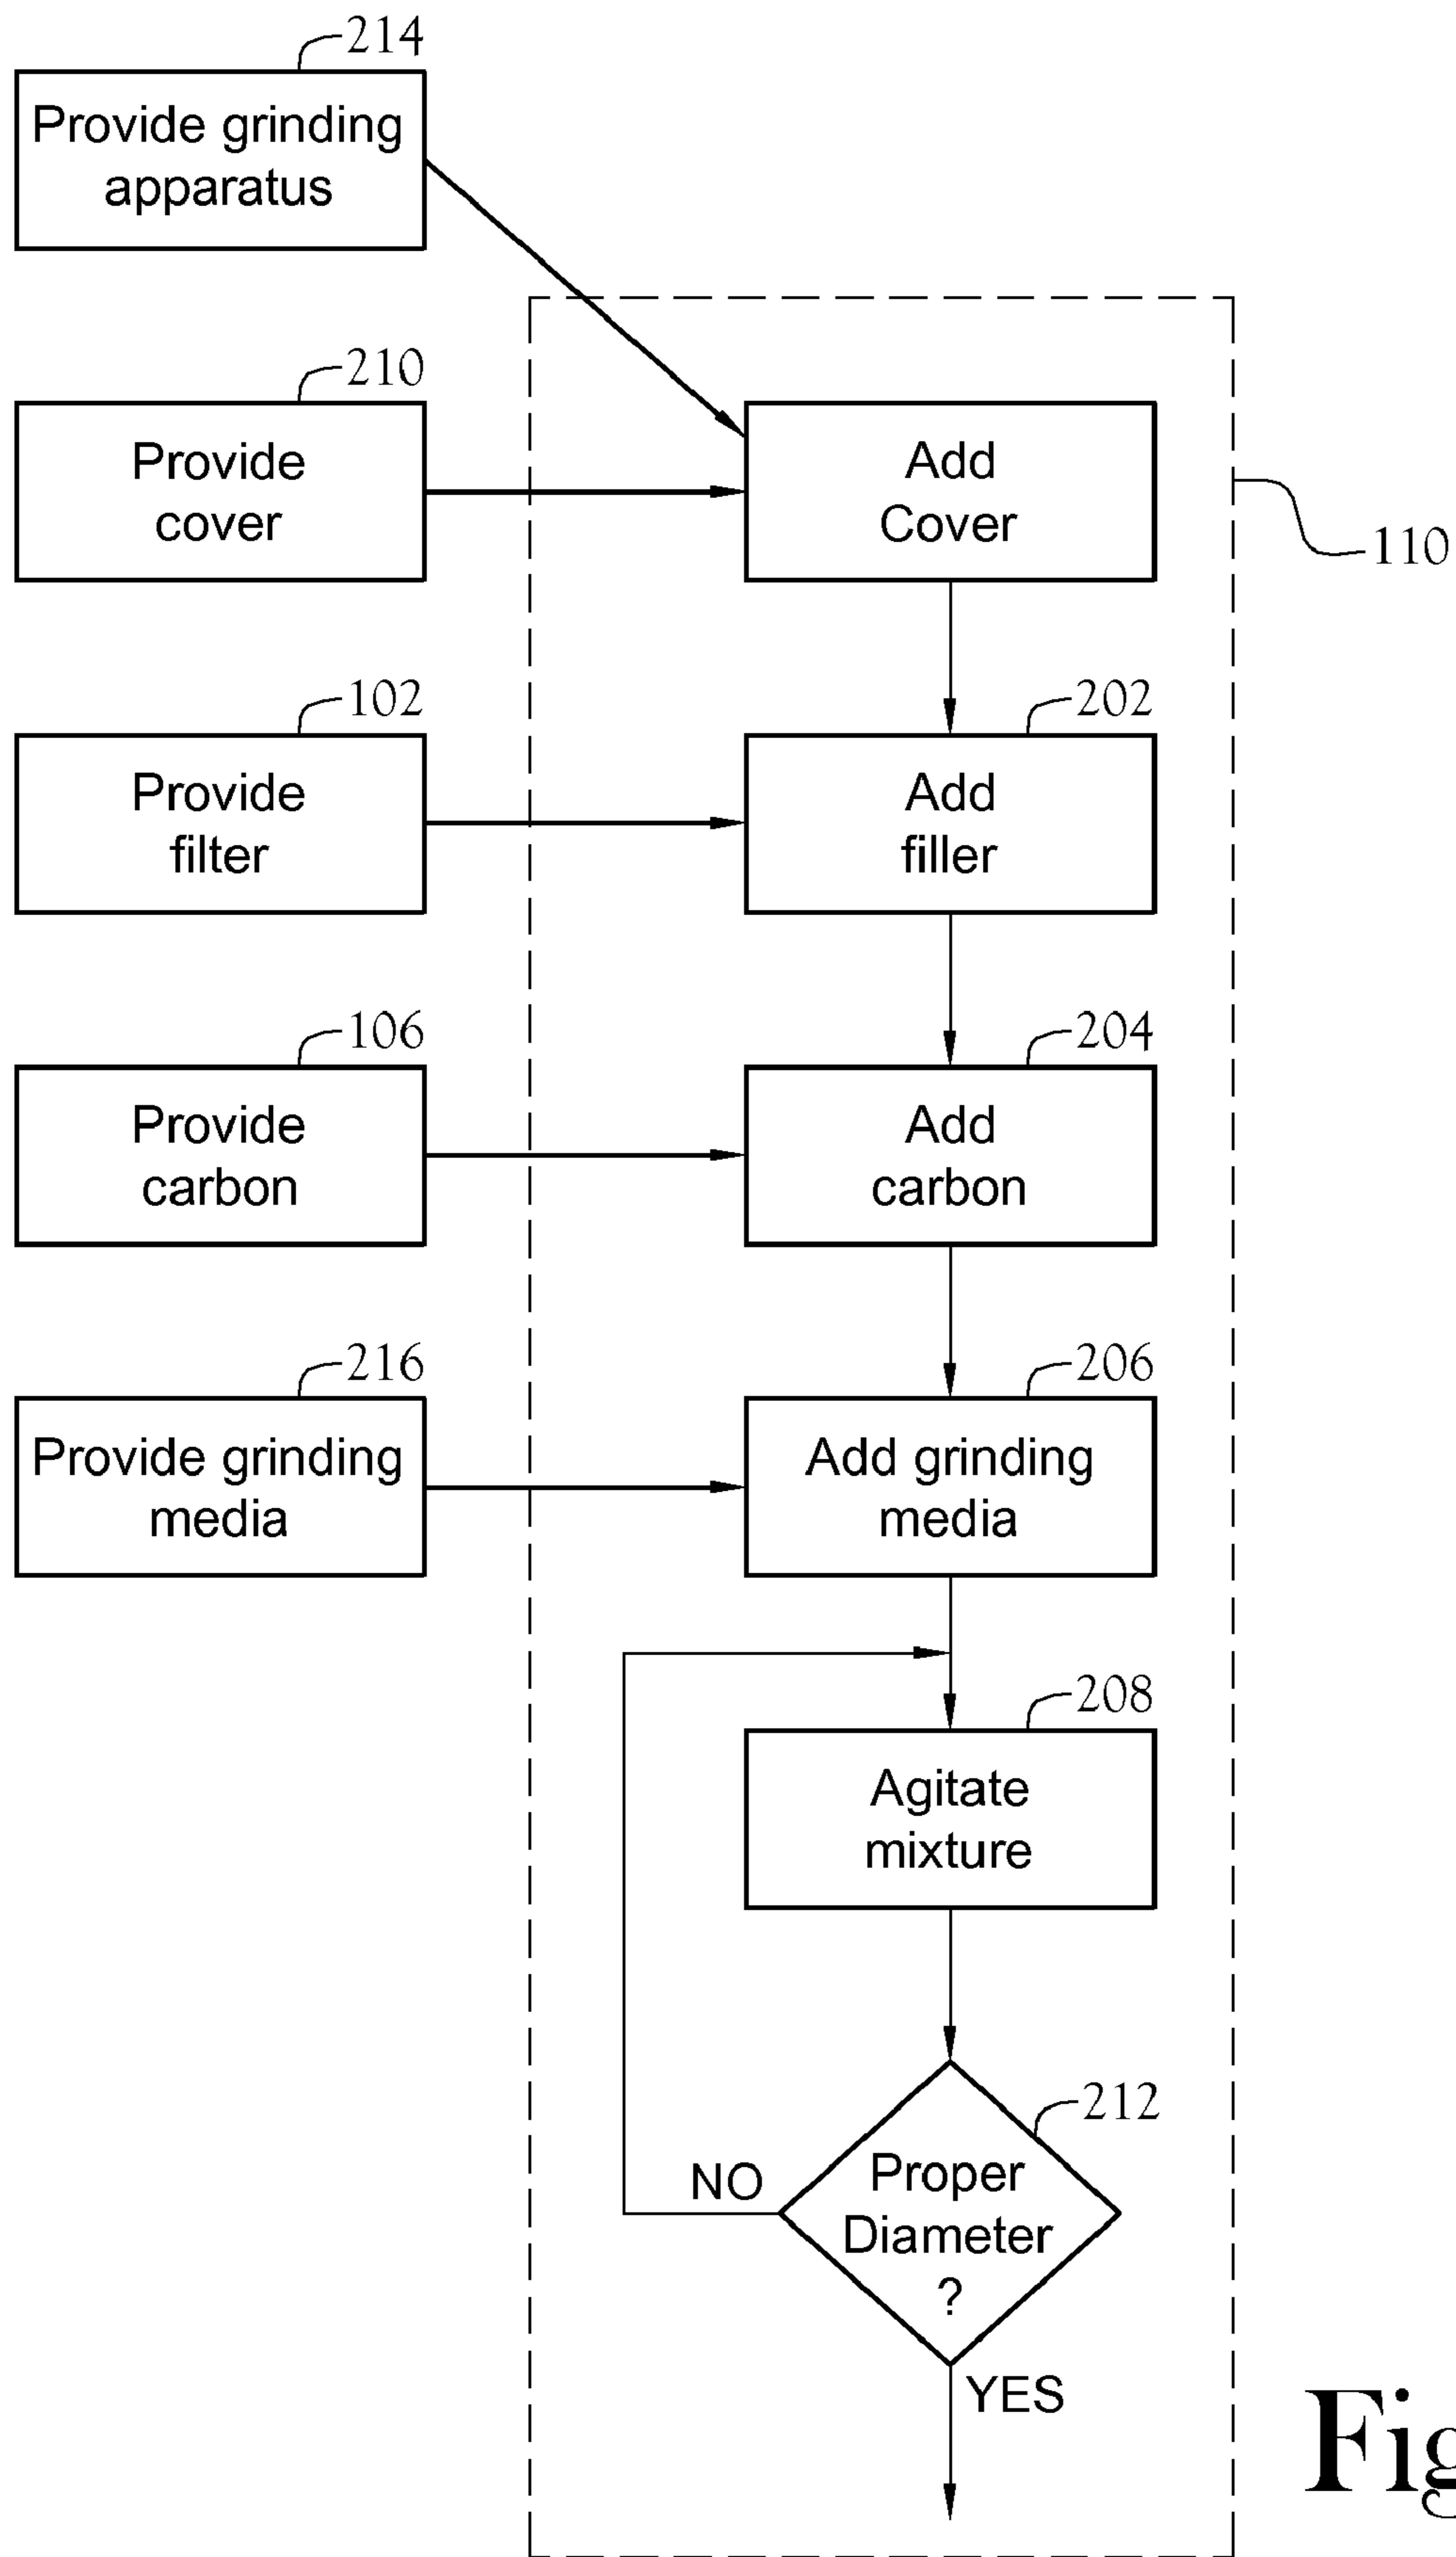 214
Provide grinding
apparatus
210
Provide
cover
Add
Cover
110
102
Provide
filter
202
Add
filler
106
Provide
carbon
204
Add
carbon
216
Provide grinding
media
206
Add grinding
media
208
Agitate
mixture
212
Proper
Diameter
?
NO
YES
Fig